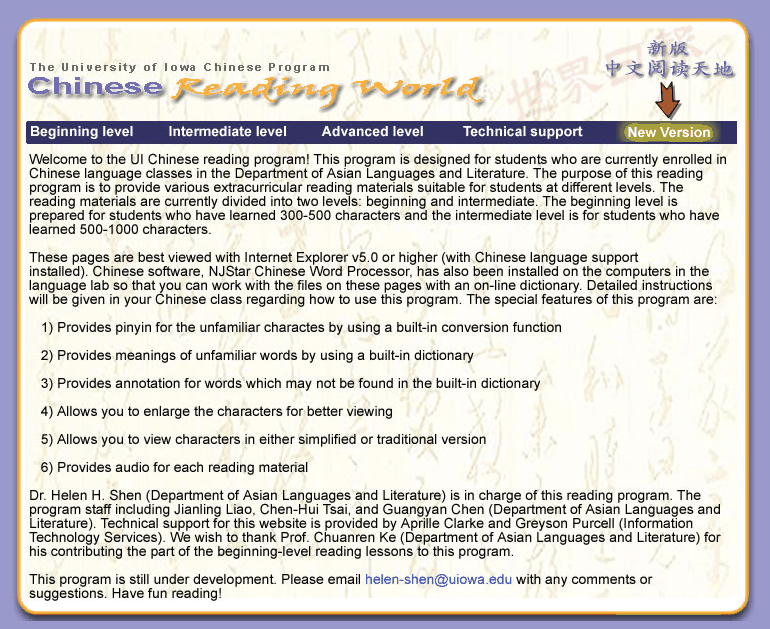 新版
The University of Iowa Chinese Program
中文阅读天地
Chinese Reading World
Beginning level Intermediate level Advanced level Technical support New Version
Welcome to the UI Chinese reading program! This program is designed for students who are currently enrolled in
Chinese language classes in the Department of Asian Languages and Literature. The purpose of this reading
program is to provide various extracurricular reading materials suitable for students at different levels. The
reading materials are currently divided into two levels: beginning and intermediate. The beginning level is
prepared for students who have learned 300-500 characters and the intermediate level is for students who have
learned 500-1000 characters.
These pages are best viewed with Internet Explorer v5.0 or higher (with Chinese language support
installed). Chinese software, NJStar Chinese Word Processor, has also been installed on the computers in the
language lab so that you can work with the files on these pages with an on-line dictionary. Detailed instructions
will be given in your Chinese class regarding how to use this program. The special features of this program are:
1) Provides pinyin for the unfamiliar charactes by using a built-in conversion function
2) Provides meanings of unfamiliar words by using a built-in dictionary
3) Provides annotation for words which may not be found in the built-in dictionary
4) Allows you to enlarge the characters for better viewing
5) Allows you to view characters in either simplified or traditional version
6) Provides audio for each reading material
Dr. Helen H. Shen (Department of Asian Languages and Literature) is in charge of this reading program. The
program staff including Jianling Liao, Chen-Hui Tsai, and Guangyan Chen (Department of Asian Languages and
Literature). Technical support for this website is provided by Aprille Clarke and Greyson Purcell (Information
Technology Services). We wish to thank Prof. Chuanren Ke (Department of Asian Languages and Literature) for
his contributing the part of the beginning-level reading lessons to this program.
This program is still under development. Please email helen-shen@uiowa.edu with any comments or
suggestions. Have fun reading!